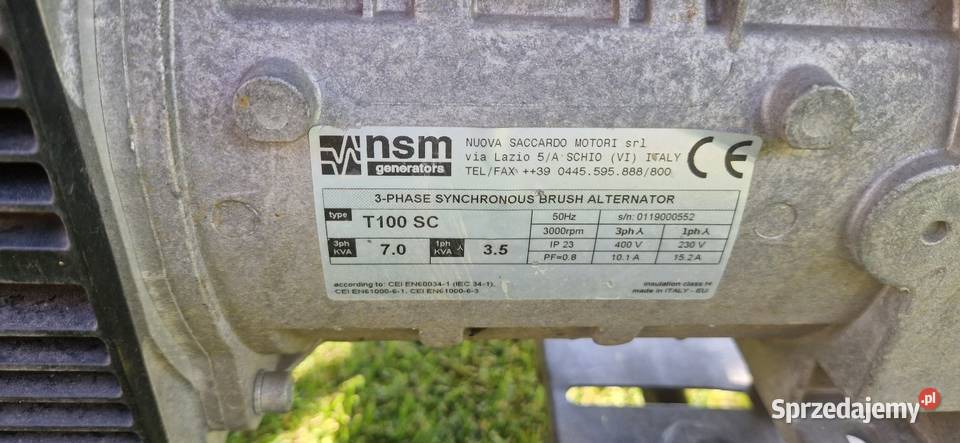 nsm
generators
NUOVA SACCARDO MOTORI srl
via Lazio 5/A SCHIO (VI) ITALY
TEL/FAX ++39 0445.595.888/800
CE
3-PHASE SYNCHRONOUS BRUSH ALTERNATOR
type T100 SC
3ph KVA 7.0 1ph KVA 3.5
50Hz s/n: 0119000552
3000rpm 3ph 1ph
IP 23 400 V 230 V
PF=0.8 10.1 A 15.2 A
according to: CEI EN60034-1 (IEC 34-1),
CEI EN61000-6-1, CEI EN61000-6-3
insulation class H
made in ITALY - EU
Sprzedajemy.pl